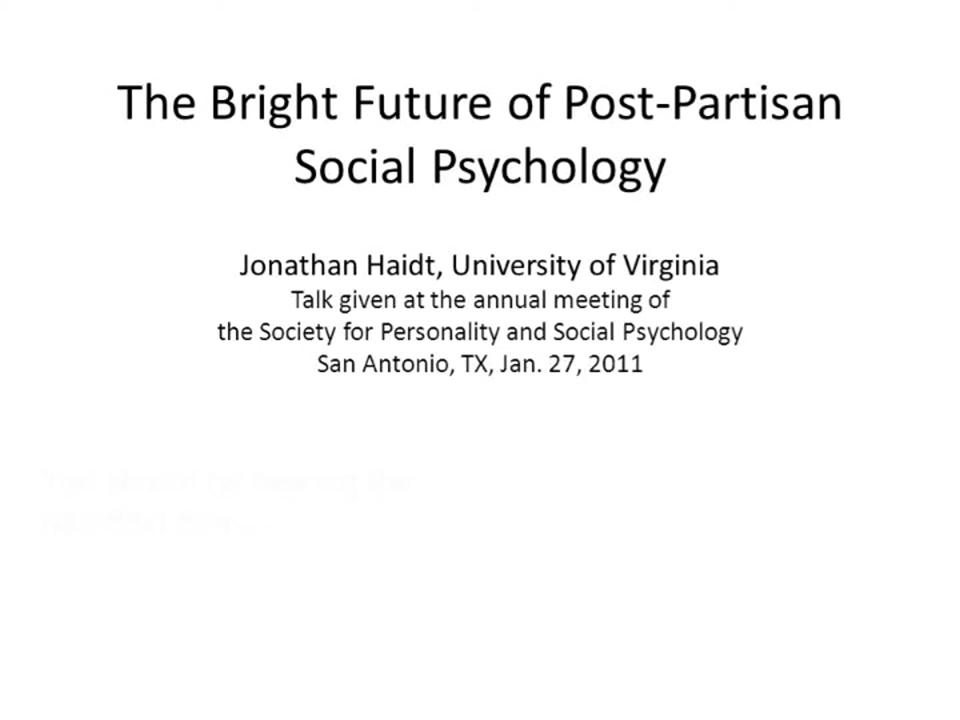 The Bright Future of Post-Partisan
Social Psychology
Jonathan Haidt, University of Virginia
Talk given at the annual meeting of
the Society for Personality and Social Psychology
San Antonio, TX, Jan. 27, 2011